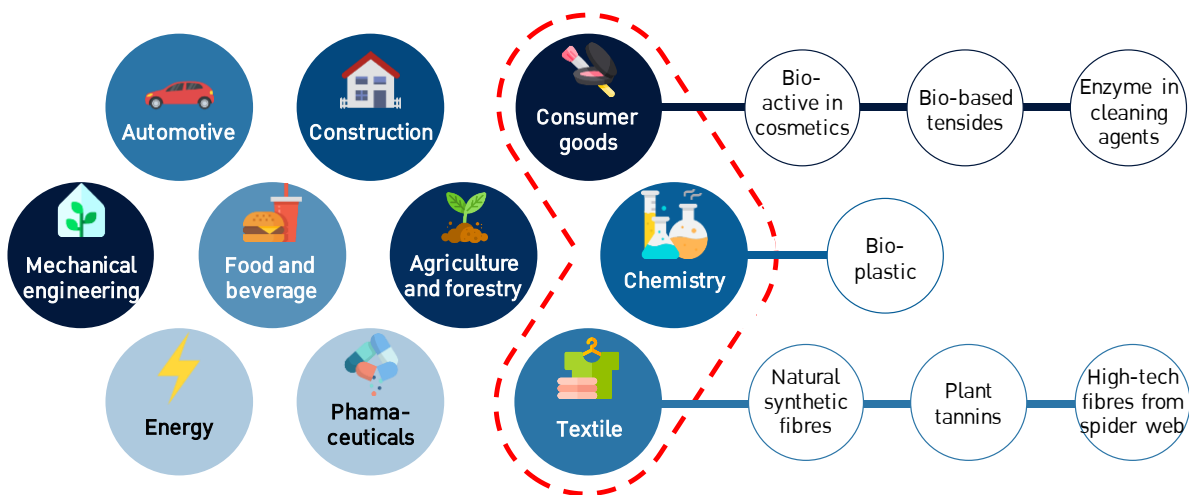 Automotive
Construction
Consumer
goods
Bio-
active in
cosmetics
Bio-based
tensides
Enzyme in
cleaning
agents
Mechanical
engineering
Food and
beverage
Agriculture
and forestry
Chemistry
Bio-
plastic
Energy
Phama-
ceuticals
Textile
Natural
synthetic
fibres
Plant
tannins
High-tech
fibres from
spider web